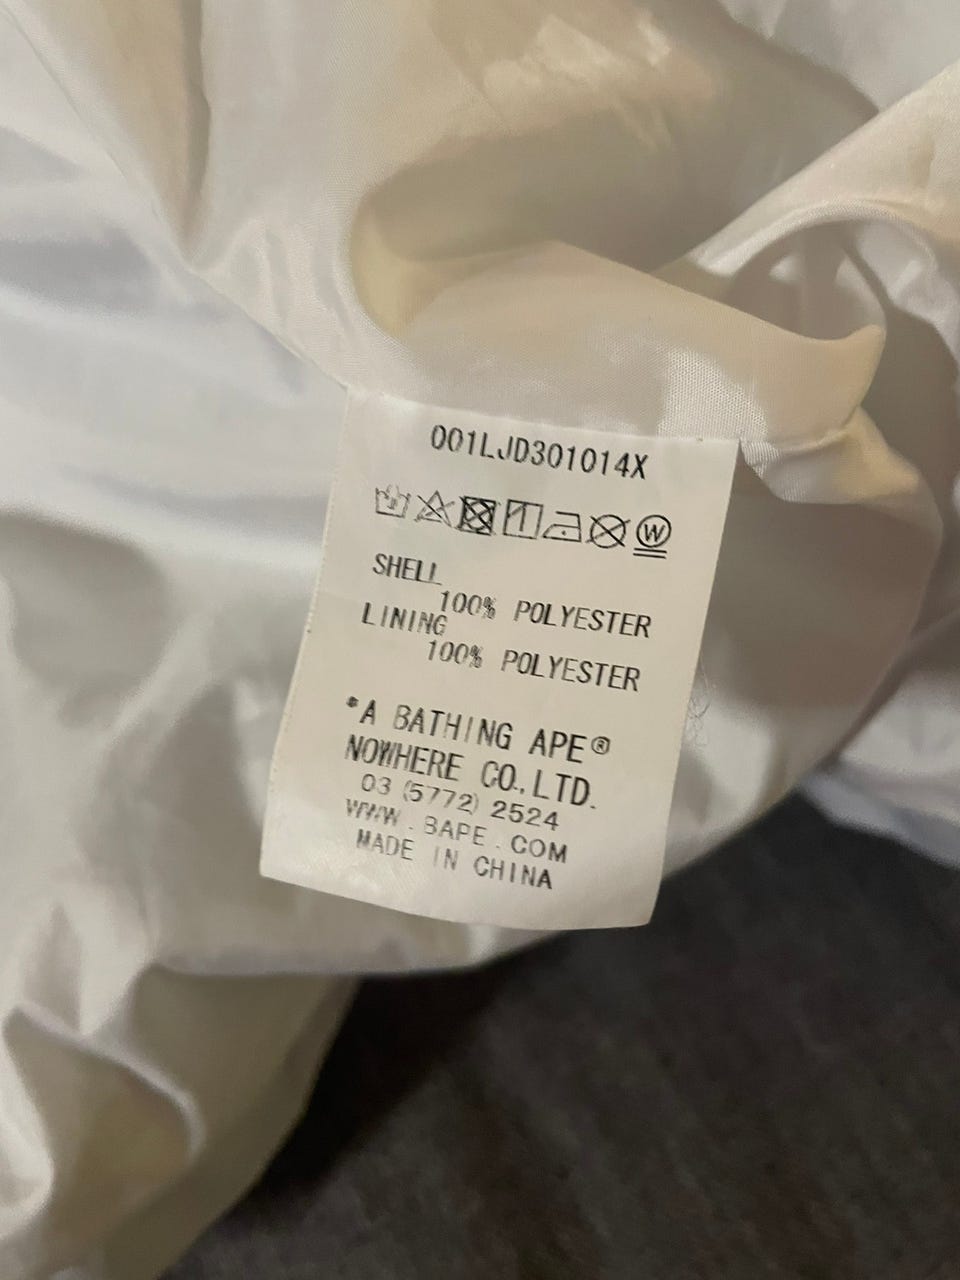 001LJD301014X
W
SHELL
100% POLYESTER
LINING
100% POLYESTER
*A BATHING APE®
NOWHERE CO., LTD.
03 (5772) 2524
WWW.BAPE.COM
MADE IN CHINA